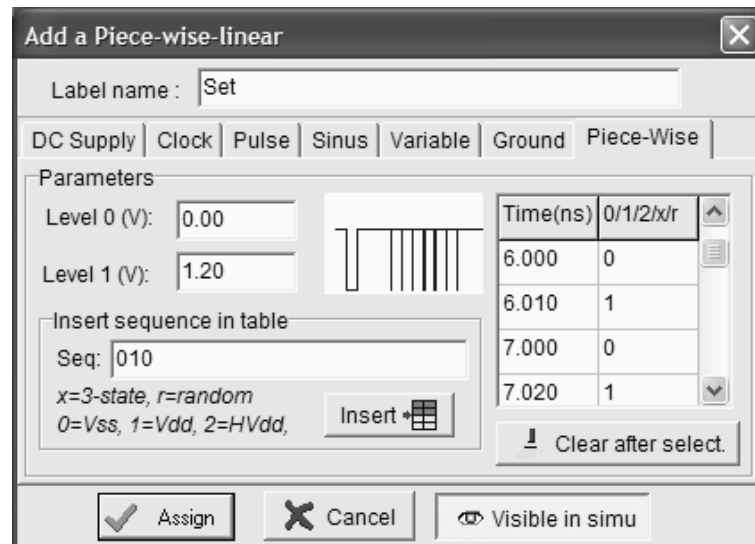 Add a Piece-wise-linear
Label name : Set
DC Supply Clock Pulse Sinus Variable Ground Piece-Wise
Parameters
Level 0 (V): 0.00
Level 1 (V): 1.20
Insert sequence in table
Seq: 010
x=3-state, r=random
0=Vss, 1=Vdd, 2=HVdd,
Insert
Time(ns) 0/1/2/x/r
6.000 0
6.010 1
7.000 0
7.020 1
Clear after select.
Assign Cancel Visible in simu